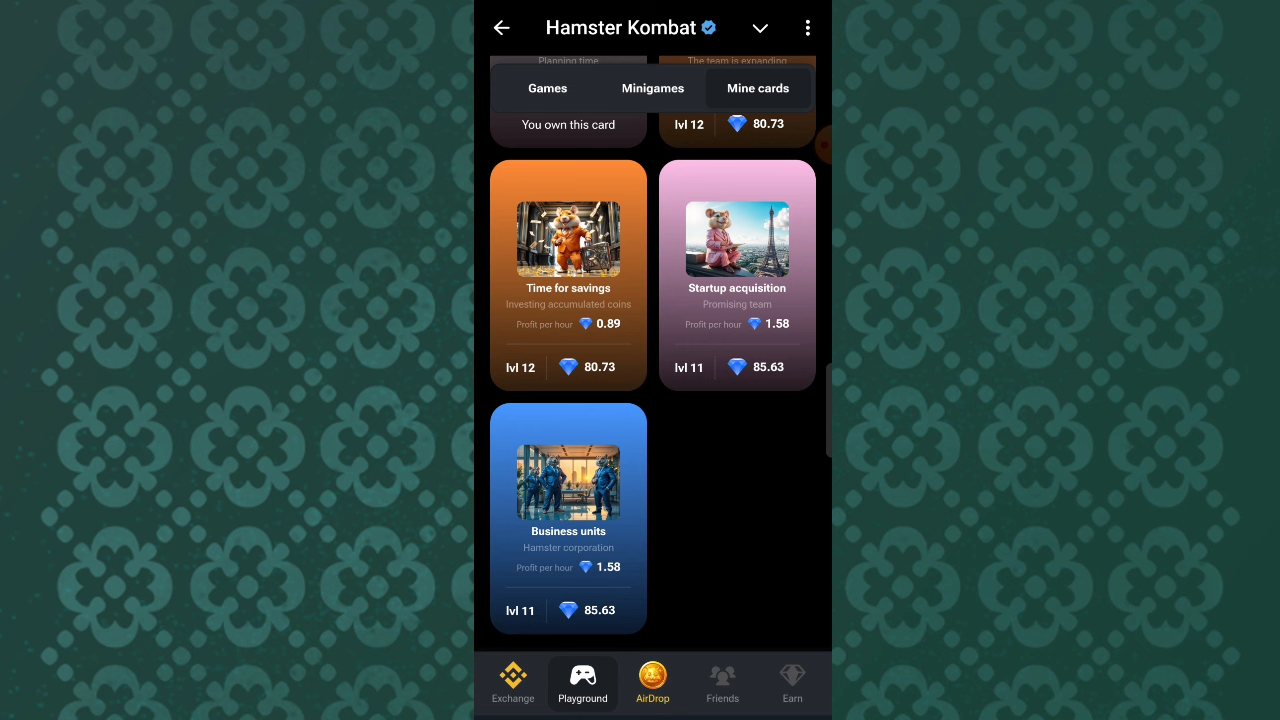 Hamster Kombat
Planning time
The team is expanding
Games
Minigames
Mine cards
You own this card
lvl 12
80.73
Time for savings
Investing accumulated coins
Profit per hour 0.89
lvl 12
80.73
Startup acquisition
Promising team
Profit per hour 1.58
lvl 11
85.63
Business units
Hamster corporation
Profit per hour 1.58
lvl 11
85.63
Exchange
Playground
AirDrop
Friends
Earn